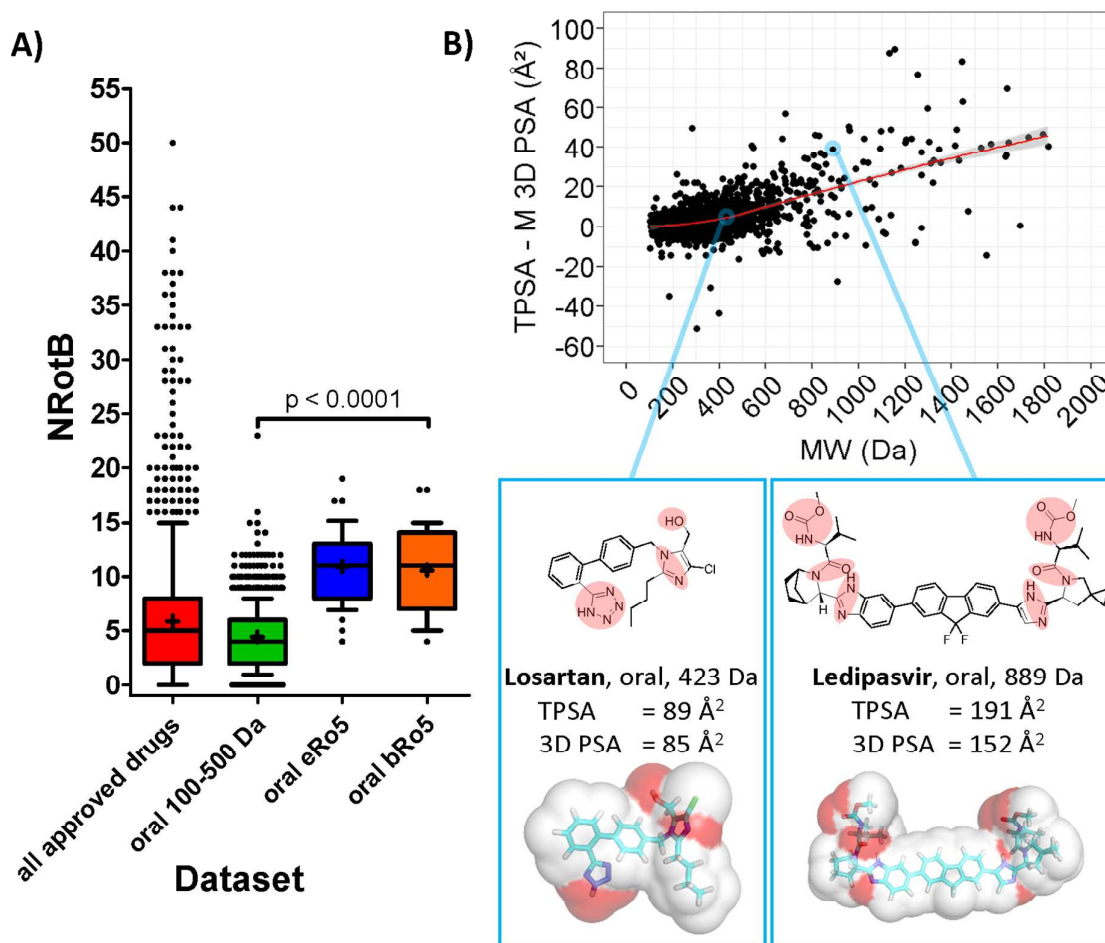 A)
NRotB
55
50
45
40
35
30
25
20
15
10
5
0
p < 0.0001
all approved drugs
oral 100-500 Da
oral eRo5
oral bRo5
Dataset
B)
TPSA - M 3D PSA (Å²)
100
80
60
40
20
0
-20
-40
-60
0
200
400
600
800
1000
1200
1400
1600
1800
2000
MW (Da)
HO
N
N
Cl
N
N
HN-N
Losartan, oral, 423 Da
TPSA = 89 Å²
3D PSA = 85 Å²
O
O
HN
O
N
H
N
H
N
F F
O
O
HN
O
N
H
N
N
Ledipasvir, oral, 889 Da
TPSA = 191 Å²
3D PSA = 152 Å²